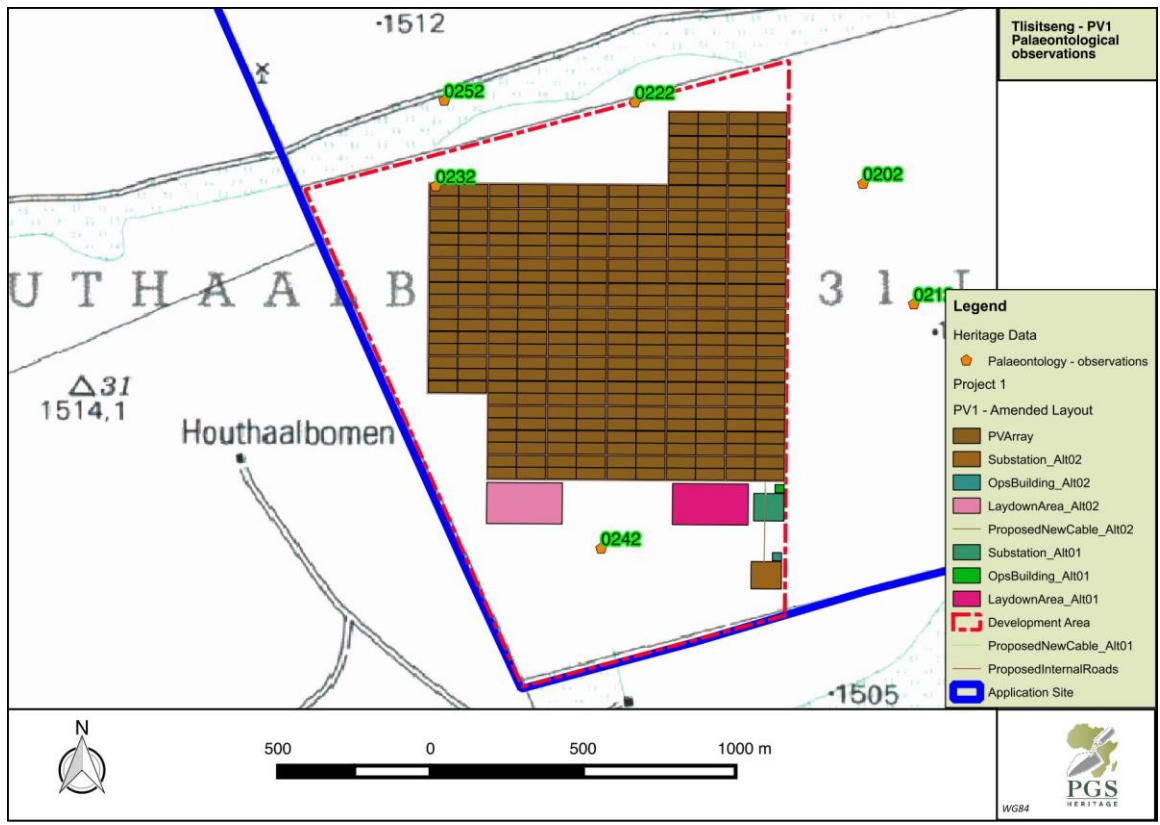 Tlisitseng - PV1
Palaeontological
observations
·1512
0252
0222
0232
0202
UTHAALB
31
0212
31
1514,1
Houthaalbomen
0242
·1505
Legend
Heritage Data
Palaeontology - observations
Project 1
PV1 - Amended Layout
PVArray
Substation_Alt02
OpsBuilding_Alt02
LaydownArea_Alt02
ProposedNewCable_Alt02
Substation_Alt01
OpsBuilding_Alt01
LaydownArea_Alt01
Development Area
ProposedNewCable_Alt01
ProposedInternalRoads
Application Site
N
500 0 500 1000 m
PGS
HERITAGE
WG84